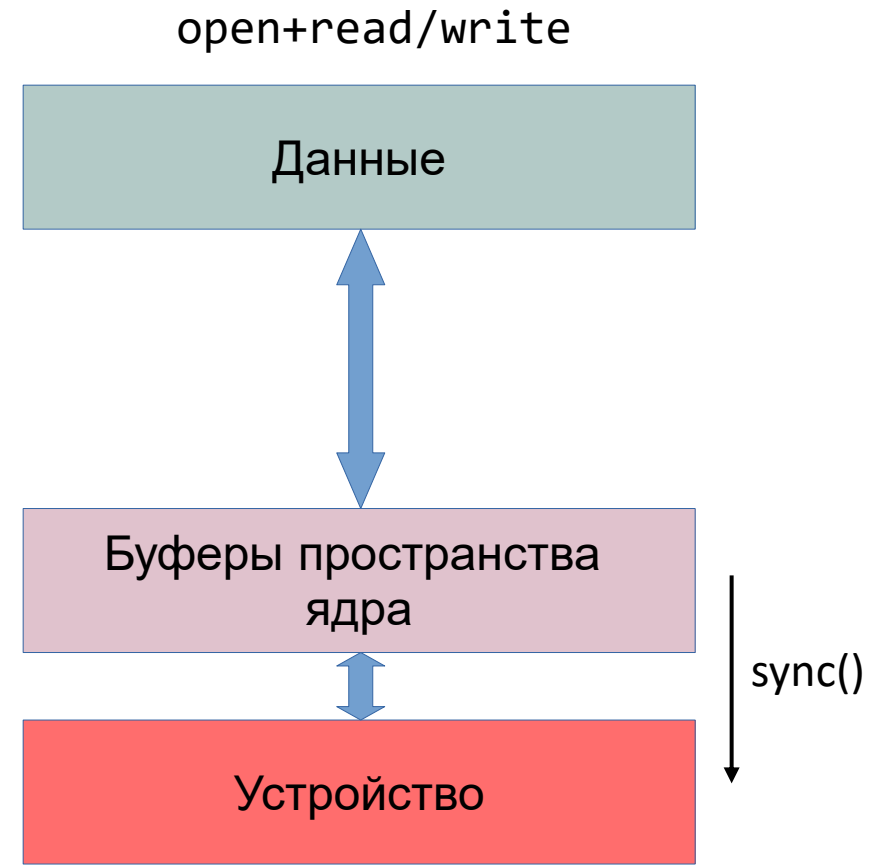 open+read/write
Данные
Буферы пространства
ядра
sync()
Устройство